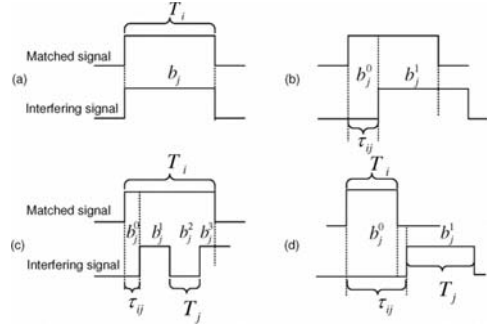 T_i
Matched signal
(a)
b_j
Interfering signal
(b)
b_j^0 b_j^1
τ_ij
T_i
Matched signal
(c)
b_j^0 b_j^1 b_j^2 b_j^3
Interfering signal
τ_ij T_j
T_i
(d)
b_j^0 b_j^1
τ_ij T_j